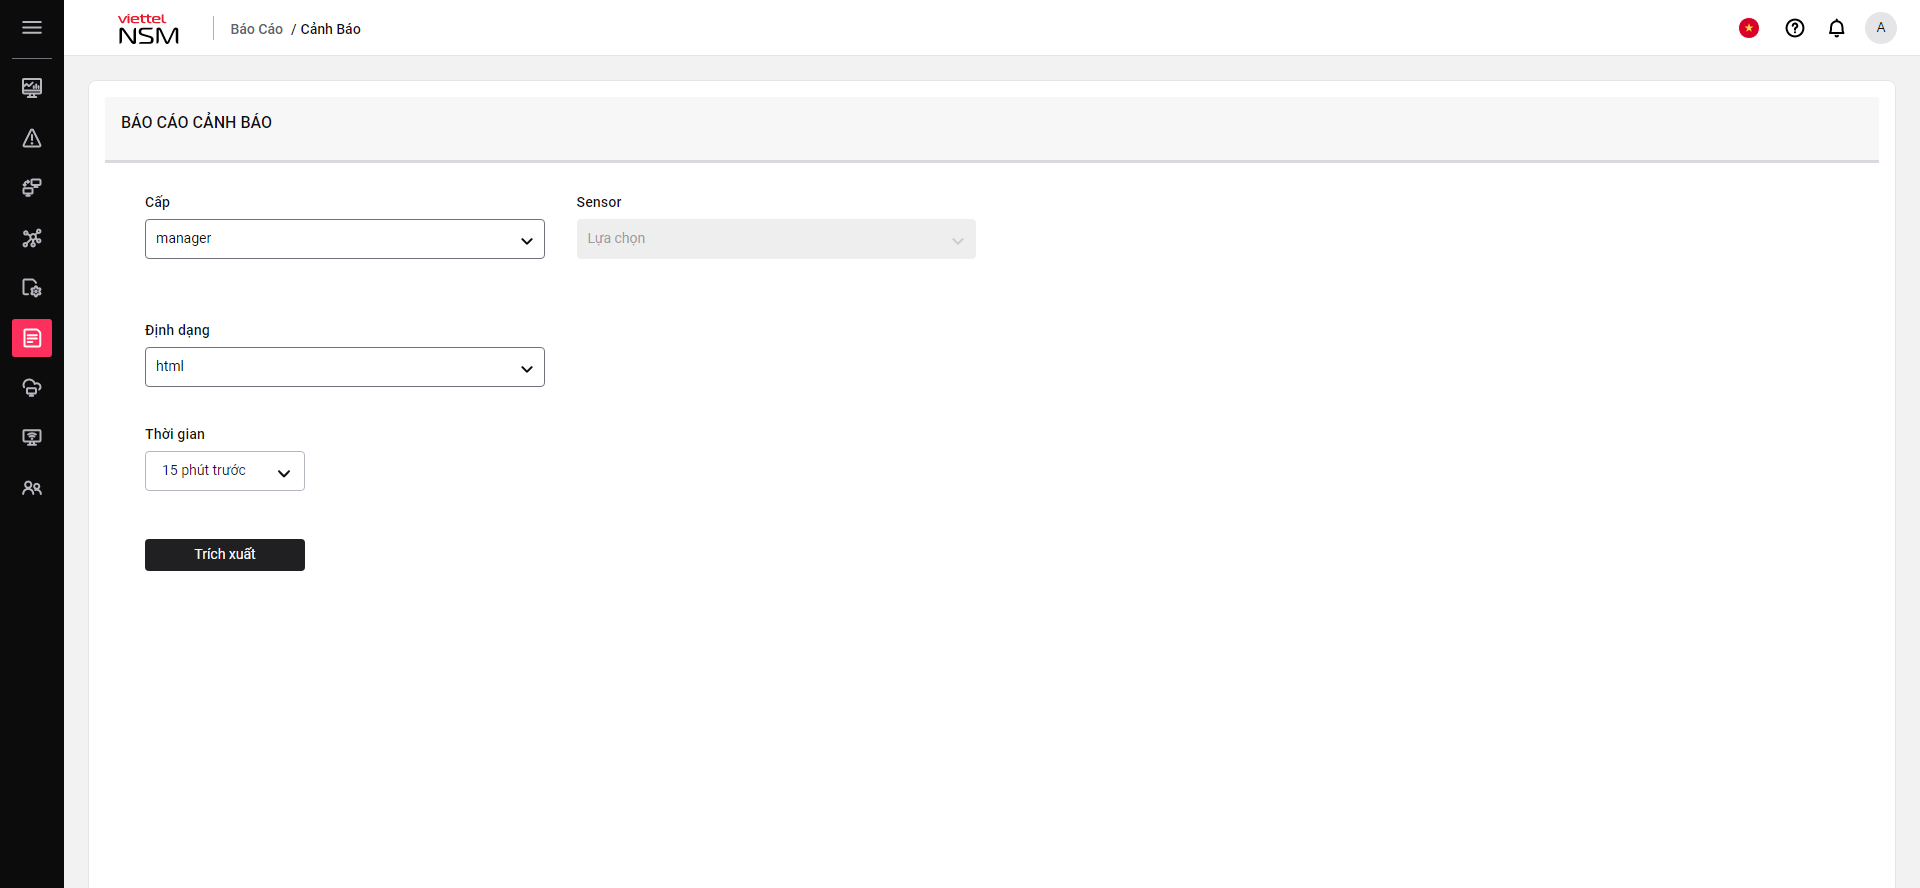 viettel
NSM
Báo Cáo / Cảnh Báo
A
BÁO CÁO CẢNH BÁO
Cấp
Sensor
manager
Lựa chọn
Định dạng
html
Thời gian
15 phút trước
Trích xuất